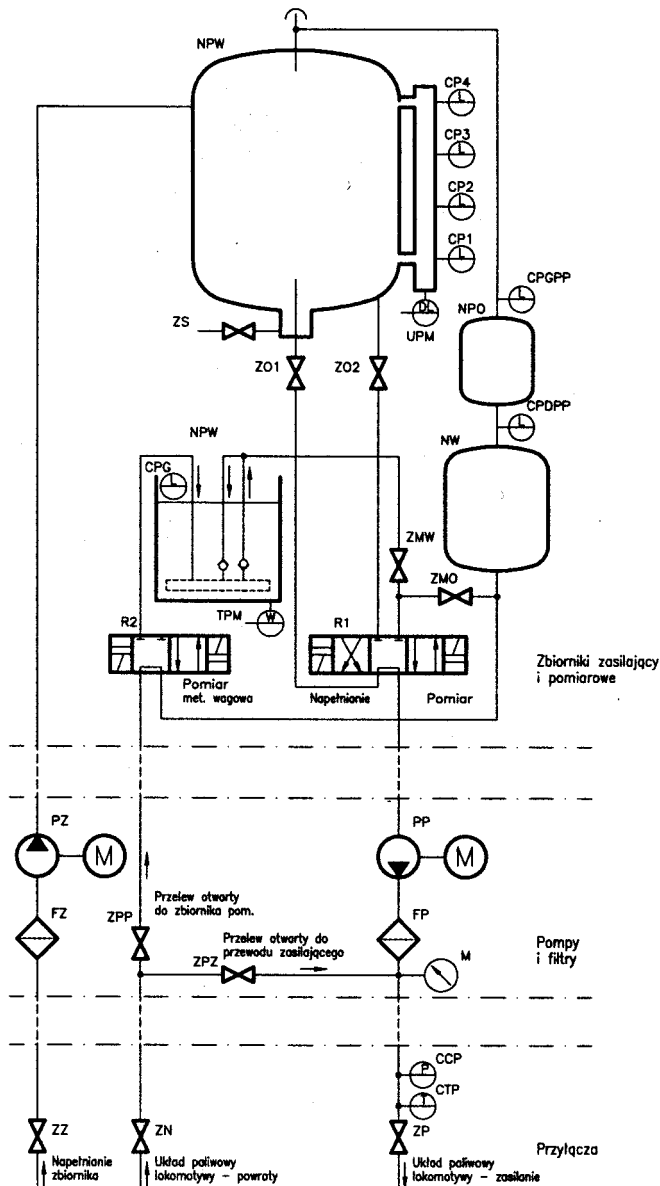 NPW
CP4
L
CP3
L
CP2
L
CP1
L
DL
UPM
ZS
ZO1
ZO2
CPGPP
L
NPO
CPDPP
L
NW
NPW
CPG
L
ZMW
ZMO
TPM
W
R2
R1
Pomiar
met. wagowa
Napełnianie
Pomiar
Zbiorniki zasilający
i pomiarowe
PZ
M
PP
M
Przelew otwarty
do zbiornika pom.
FZ
ZPP
FP
Przelew otwarty do
przewodu zasilającego
ZPZ
M
Pompy
i filtry
CCP
P
CTP
T
ZZ
ZN
ZP
Przyłącza
Napełnianie
zbiornika
Układ paliwowy
lokomotywy – powroty
Układ paliwowy
lokomotywy – zasilanie